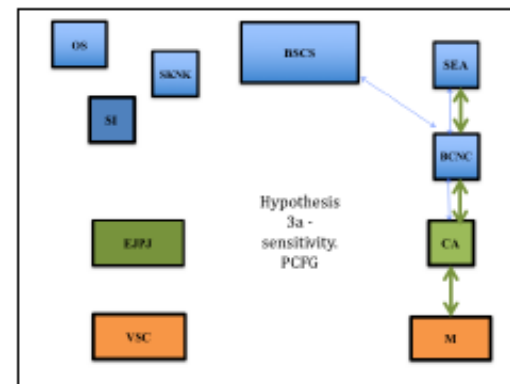 OS
SKNK
BSCS
SEA
SI
BCNC
Hypothesis
3a -
sensitivity.
PCFG
EJPJ
CA
VSC
M